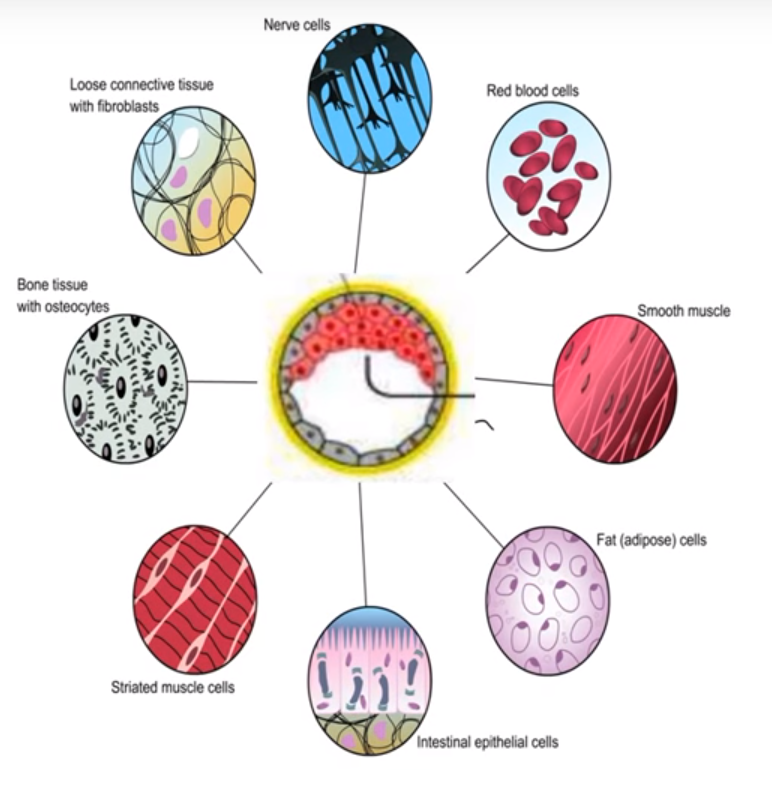 Nerve cells
Loose connective tissue
with fibroblasts
Red blood cells
Bone tissue
with osteocytes
Smooth muscle
Fat (adipose) cells
Striated muscle cells
Intestinal epithelial cells